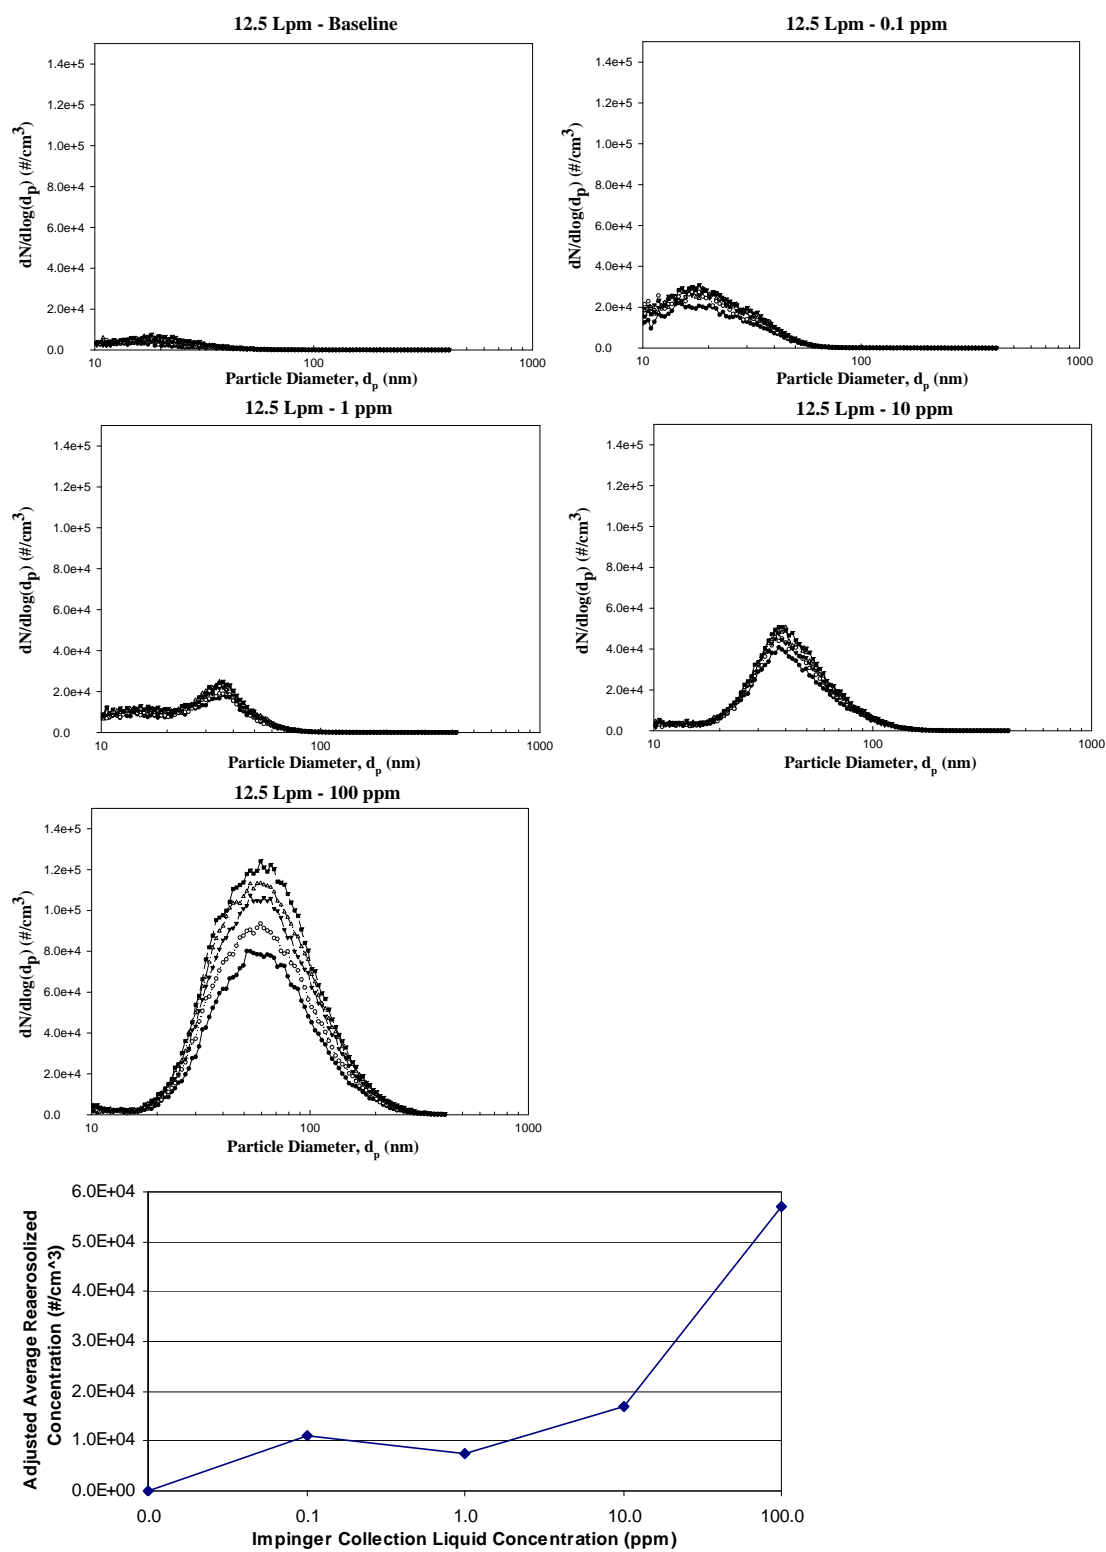 12.5 Lpm - Baseline
1.4e+5
1.2e+5
1.0e+5
8.0e+4
6.0e+4
4.0e+4
2.0e+4
0.0
dN/dlog(dp) (#/cm3)
10
100
1000
Particle Diameter, dp (nm)
12.5 Lpm - 0.1 ppm
1.4e+5
1.2e+5
1.0e+5
8.0e+4
6.0e+4
4.0e+4
2.0e+4
0.0
dN/dlog(dp) (#/cm3)
10
100
1000
Particle Diameter, dp (nm)
12.5 Lpm - 1 ppm
1.4e+5
1.2e+5
1.0e+5
8.0e+4
6.0e+4
4.0e+4
2.0e+4
0.0
dN/dlog(dp) (#/cm3)
10
100
1000
Particle Diameter, dp (nm)
12.5 Lpm - 10 ppm
1.4e+5
1.2e+5
1.0e+5
8.0e+4
6.0e+4
4.0e+4
2.0e+4
0.0
dN/dlog(dp) (#/cm3)
10
100
1000
Particle Diameter, dp (nm)
12.5 Lpm - 100 ppm
1.4e+5
1.2e+5
1.0e+5
8.0e+4
6.0e+4
4.0e+4
2.0e+4
0.0
dN/dlog(dp) (#/cm3)
10
100
1000
Particle Diameter, dp (nm)
6.0E+04
5.0E+04
4.0E+04
3.0E+04
2.0E+04
1.0E+04
0.0E+00
Adjusted Average Reaerosolized
Concentration (#/cm^3)
0.0
0.1
1.0
10.0
100.0
Impinger Collection Liquid Concentration (ppm)